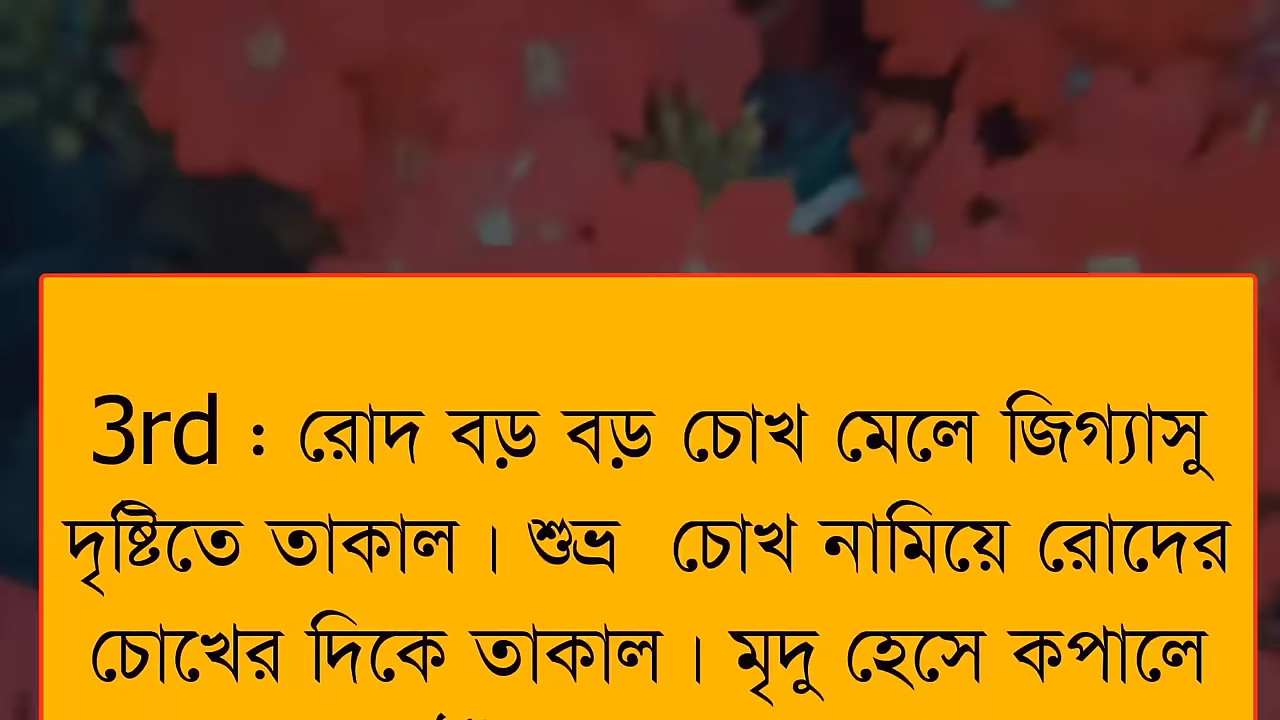 3rd : রোদ বড় বড় চোখ মেলে জিগ্যাসু
দৃষ্টিতে তাকাল । শুভ্র চোখ নামিয়ে রোদের
চোখের দিকে তাকাল । মৃদু হেসে কপালে